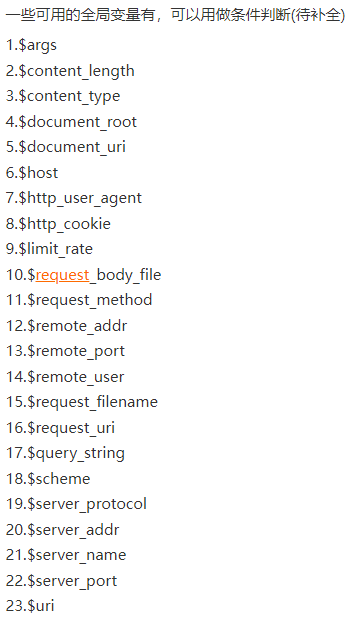 一些可用的全局变量有，可以用做条件判断(待补全)
1.$args
2.$content_length
3.$content_type
4.$document_root
5.$document_uri
6.$host
7.$http_user_agent
8.$http_cookie
9.$limit_rate
10.$request_body_file
11.$request_method
12.$remote_addr
13.$remote_port
14.$remote_user
15.$request_filename
16.$request_uri
17.$query_string
18.$scheme
19.$server_protocol
20.$server_addr
21.$server_name
22.$server_port
23.$uri